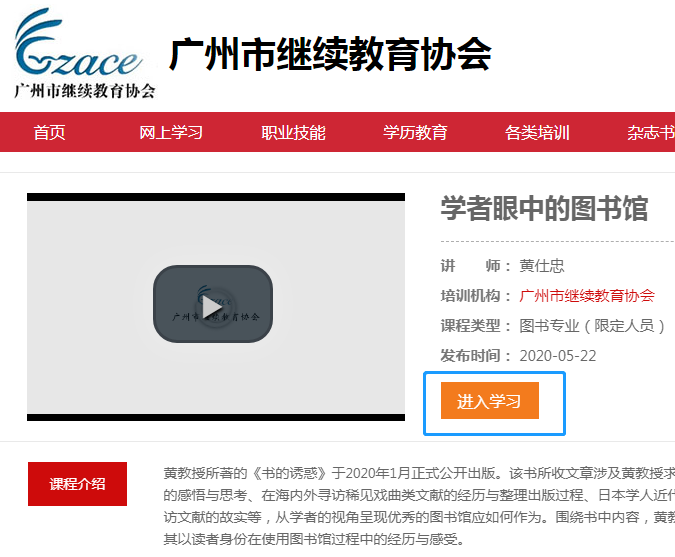 Gzace
广州市继续教育协会
广州市继续教育协会
首页 网上学习 职业技能 学历教育 各类培训 杂志书
广州市继续教育协会
学者眼中的图书馆
讲 师： 黄仕忠
培训机构： 广州市继续教育协会
课程类型： 图书专业（限定人员）
发布时间： 2020-05-22
进入学习
课程介绍
黄教授所著的《书的诱惑》于2020年1月正式公开出版。该书所收文章涉及黄教授求
的感悟与思考、在海内外寻访稀见戏曲类文献的经历与整理出版过程、日本学人近代
访文献的故实等，从学者的视角呈现优秀的图书馆应如何作为。围绕书中内容，黄教
其以读者身份在使用图书馆过程中的经历与感受。